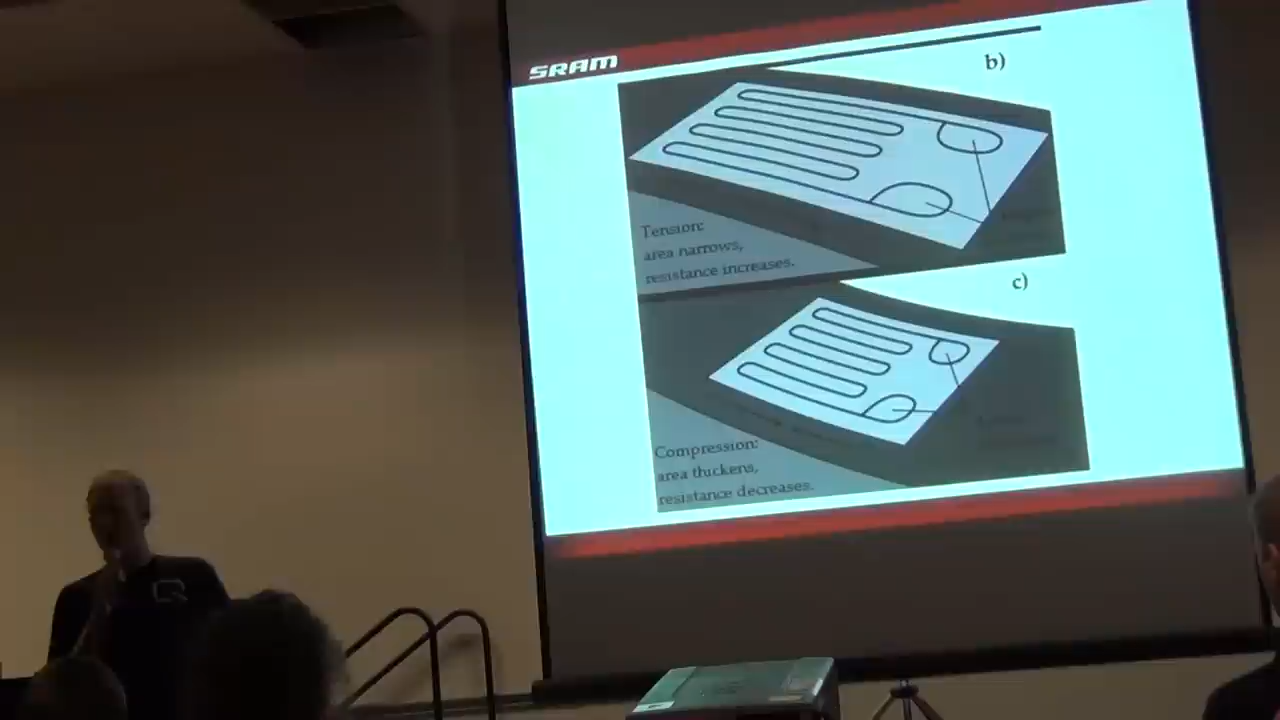 SRAM
b)
Tension:
area narrows,
resistance increases.
c)
Compression:
area thickens,
resistance decreases.